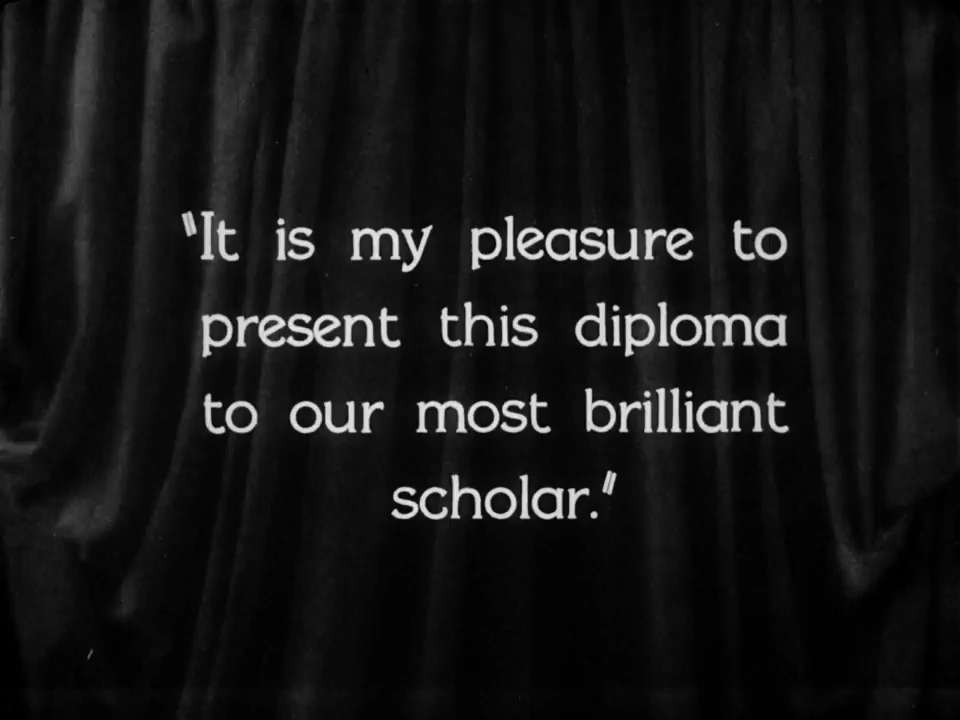 "It is my pleasure to
present this diploma
to our most brilliant
scholar."